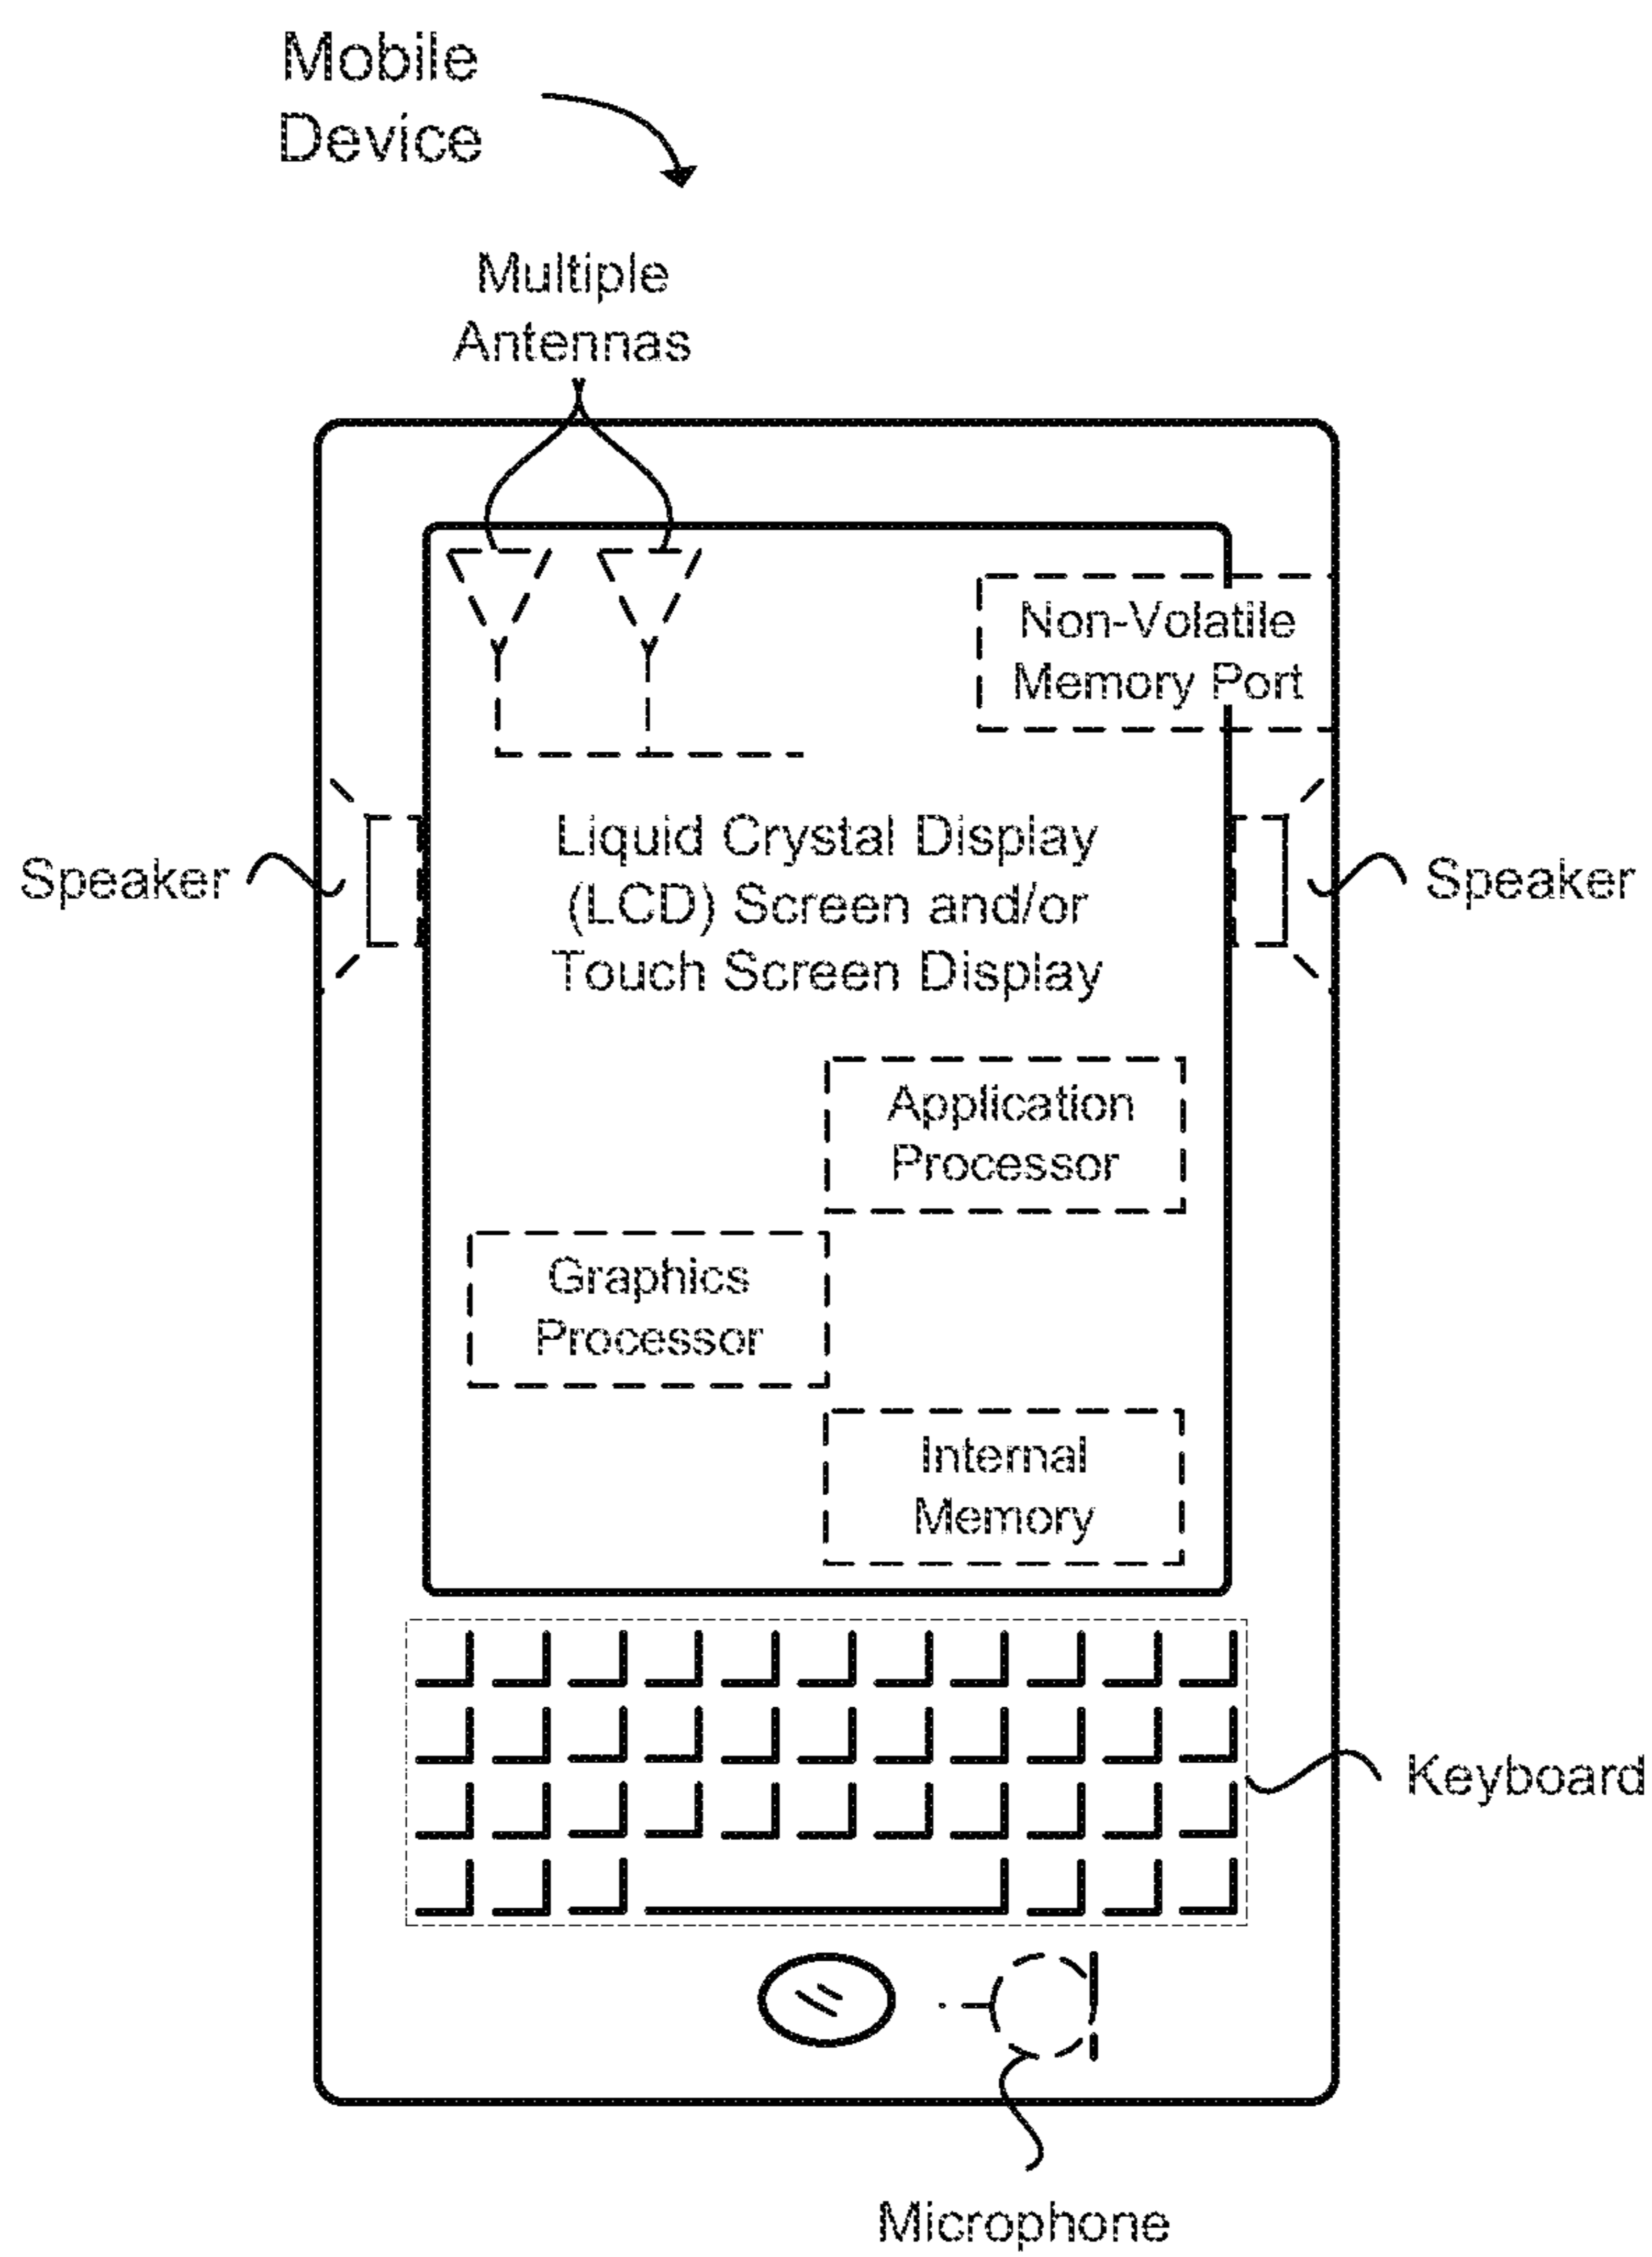 Mobile
Device
Multiple
Antennas
Non-Volatile
Memory Port
Speaker
Liquid Crystal Display
(LCD) Screen and/or
Touch Screen Display
Speaker
Application
Processor
Graphics
Processor
Internal
Memory
Keyboard
Microphone